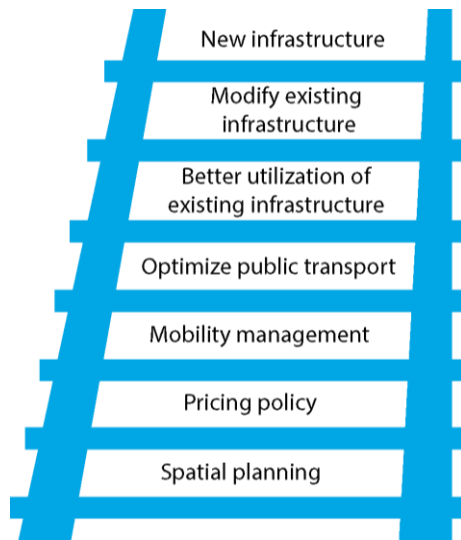 New infrastructure
Modify existing
infrastructure
Better utilization of
existing infrastructure
Optimize public transport
Mobility management
Pricing policy
Spatial planning